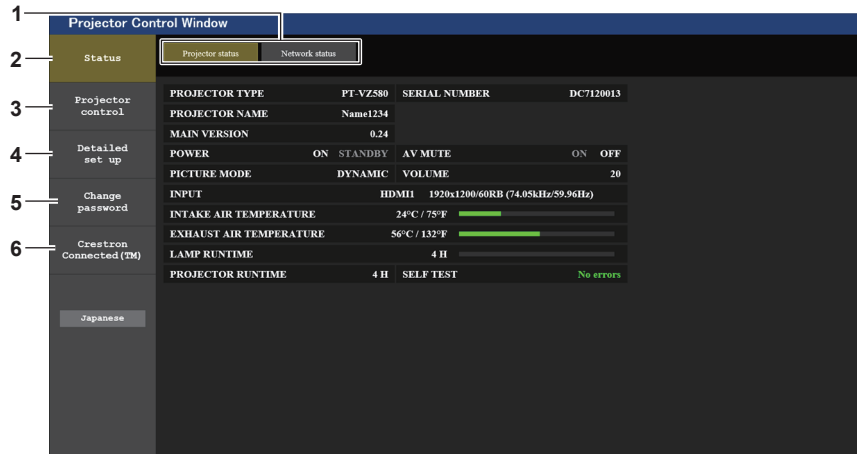 1
Projector Control Window
2
Status
Projector status Network status
3
Projector
control
4
Detailed
set up
5
Change
password
6
Crestron
Connected(TM)
Japanese
PROJECTOR TYPE PT-VZ580 SERIAL NUMBER DC7120013
PROJECTOR NAME Name1234
MAIN VERSION 0.24
POWER ON STANDBY AV MUTE ON OFF
PICTURE MODE DYNAMIC VOLUME 20
INPUT HDMI1 1920x1200/60RB (74.05kHz/59.96Hz)
INTAKE AIR TEMPERATURE 24°C / 75°F
EXHAUST AIR TEMPERATURE 56°C / 132°F
LAMP RUNTIME 4 H
PROJECTOR RUNTIME 4 H SELF TEST No errors